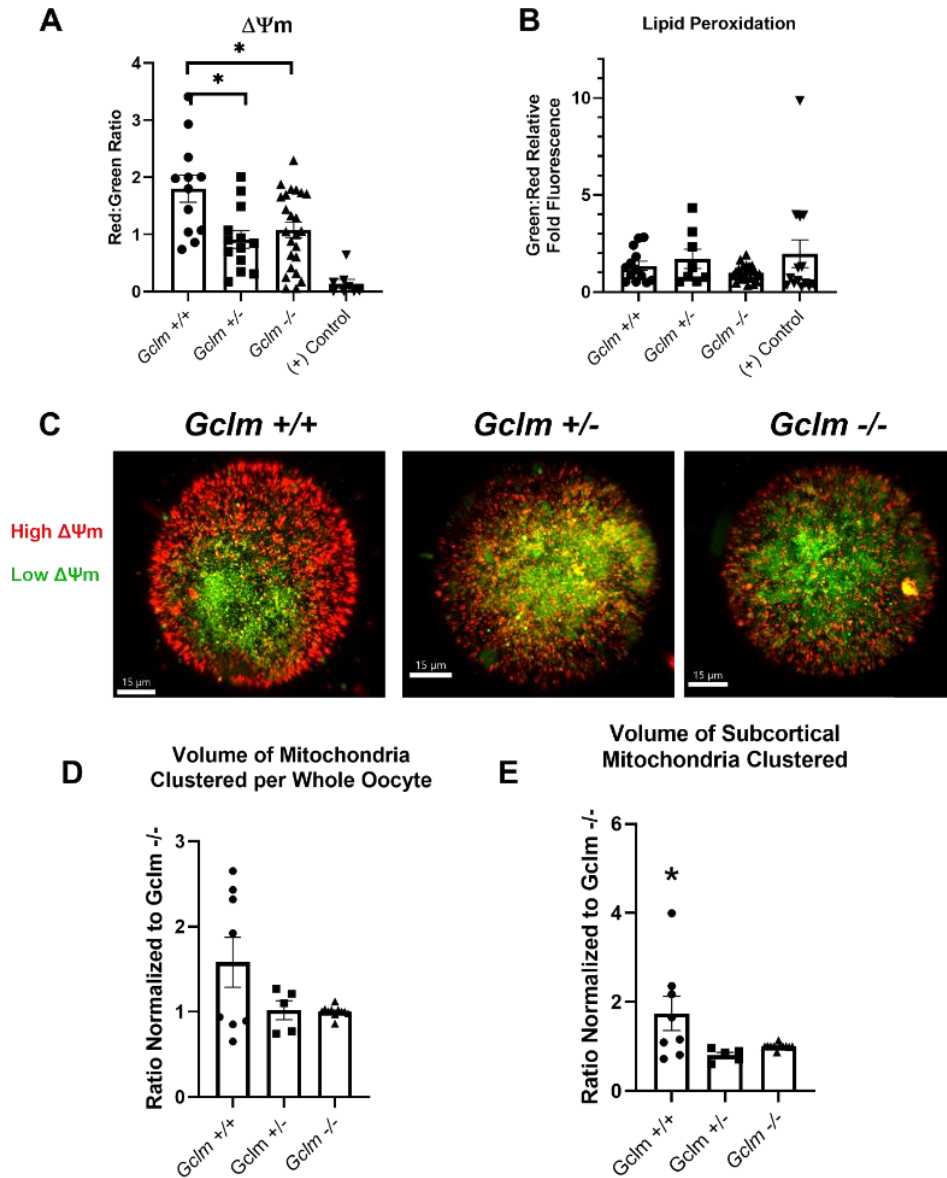 A
ΔΨm
Red:Green Ratio
4
3
2
1
0
*
*
Gclm +/+
Gclm +/-
Gclm -/-
(+) Control
B
Lipid Peroxidation
Green:Red Relative
Fold Fluorescence
10
5
0
Gclm +/+
Gclm +/-
Gclm -/-
(+) Control
C
Gclm +/+
Gclm +/-
Gclm -/-
High ΔΨm
Low ΔΨm
15 μm
15 μm
15 μm
D
Volume of Mitochondria
Clustered per Whole Oocyte
Ratio Normalized to Gclm -/-
3
2
1
0
Gclm +/+
Gclm +/-
Gclm -/-
E
Volume of Subcortical
Mitochondria Clustered
Ratio Normalized to Gclm -/-
6
4
2
0
*
Gclm +/+
Gclm +/-
Gclm -/-